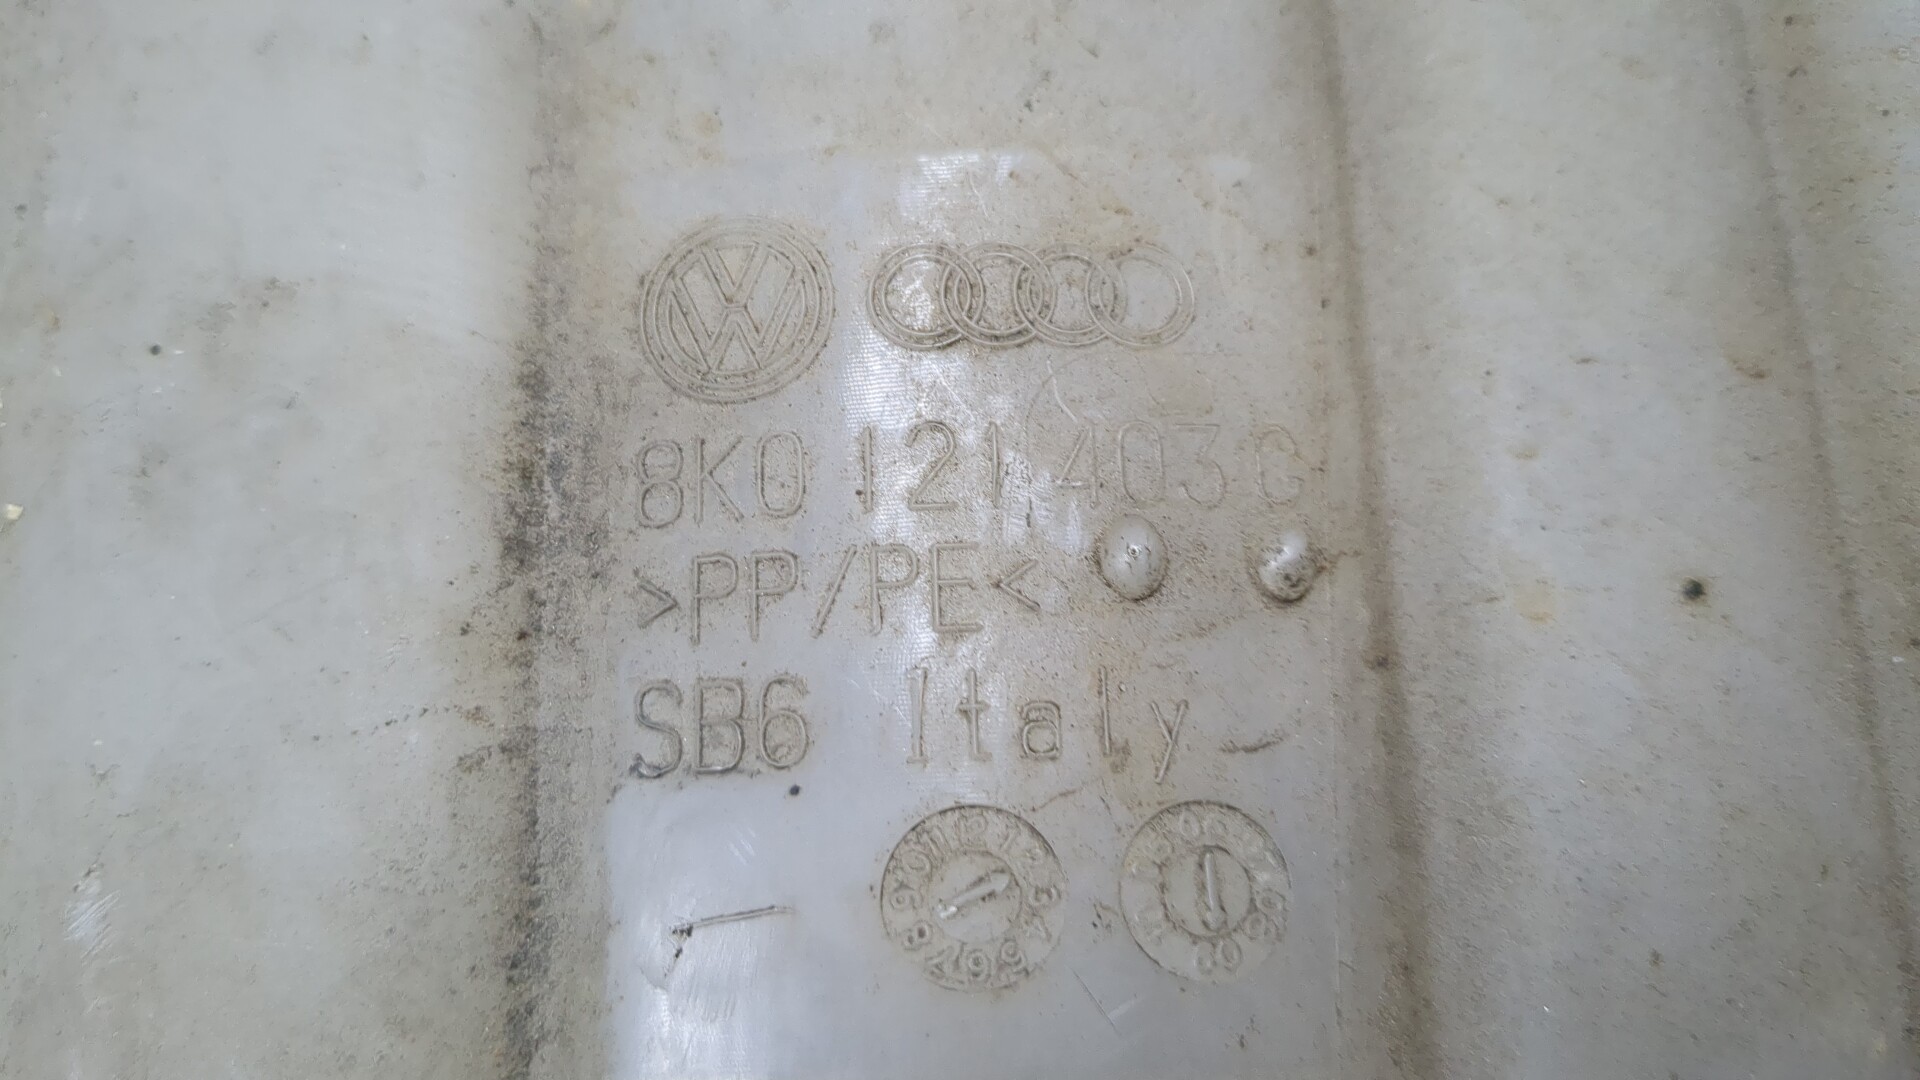 8K0 121 403 C
>PP/PE<
SB6 Italy